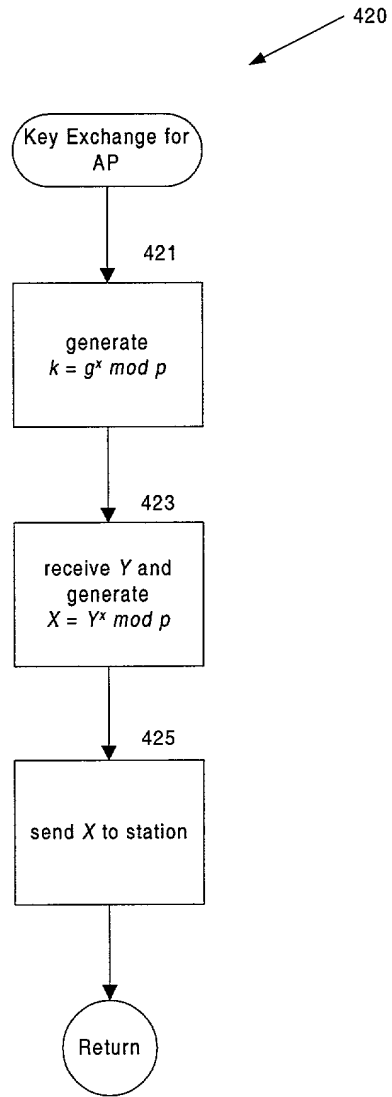 420
Key Exchange for
AP
421
generate
k = gˣ mod p
423
receive Y and
generate
X = Yˣ mod p
425
send X to station
Return